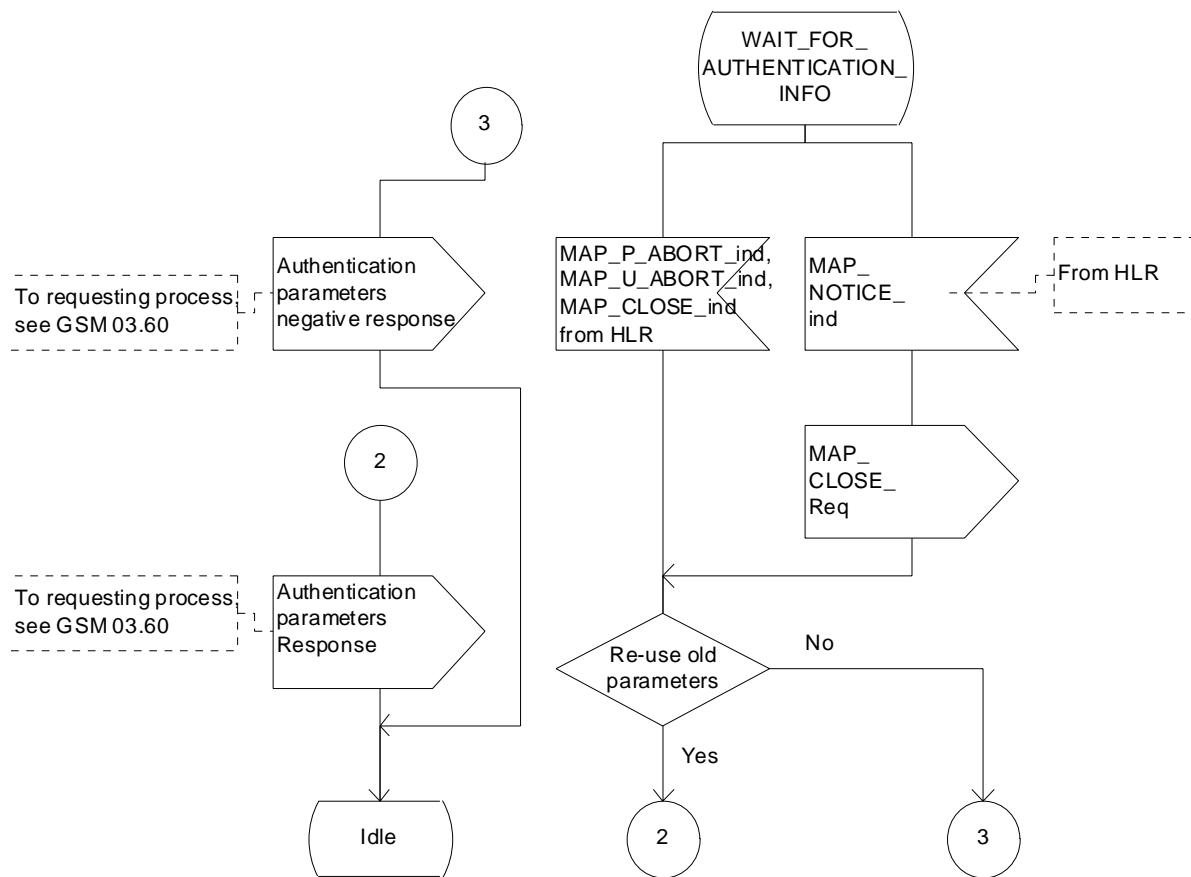 WAIT_FOR_
AUTHENTICATION_
INFO
3
Authentication
parameters
negative response
To requesting process,
see GSM 03.60
MAP_P_ABORT_ind,
MAP_U_ABORT_ind,
MAP_CLOSE_ind
from HLR
MAP_
NOTICE_
ind
From HLR
2
MAP_
CLOSE_
Req
To requesting process,
see GSM 03.60
Authentication
parameters
Response
Re-use old
parameters
No
Yes
Idle
2
3